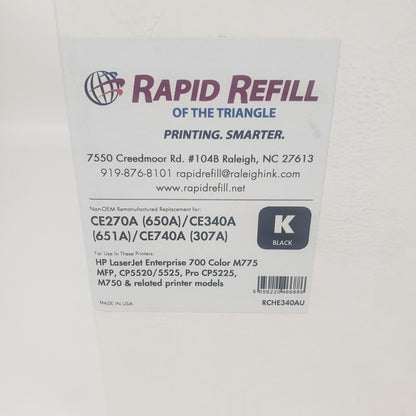 RAPID REFILL
OF THE TRIANGLE
PRINTING. SMARTER.
7550 Creedmoor Rd. #104B Raleigh, NC 27613
919-876-8101 rapidrefill@raleighink.com
www.rapidrefill.net
Non-OEM Remanufactured Replacement for:
CE270A (650A)/CE340A
(651A)/CE740A (307A)
K
BLACK
For Use In These Printers:
HP LaserJet Enterprise 700 Color M775
MFP, CP5520/5525, Pro CP5225,
M750 & related printer models
MADE IN USA
RCHE340AU